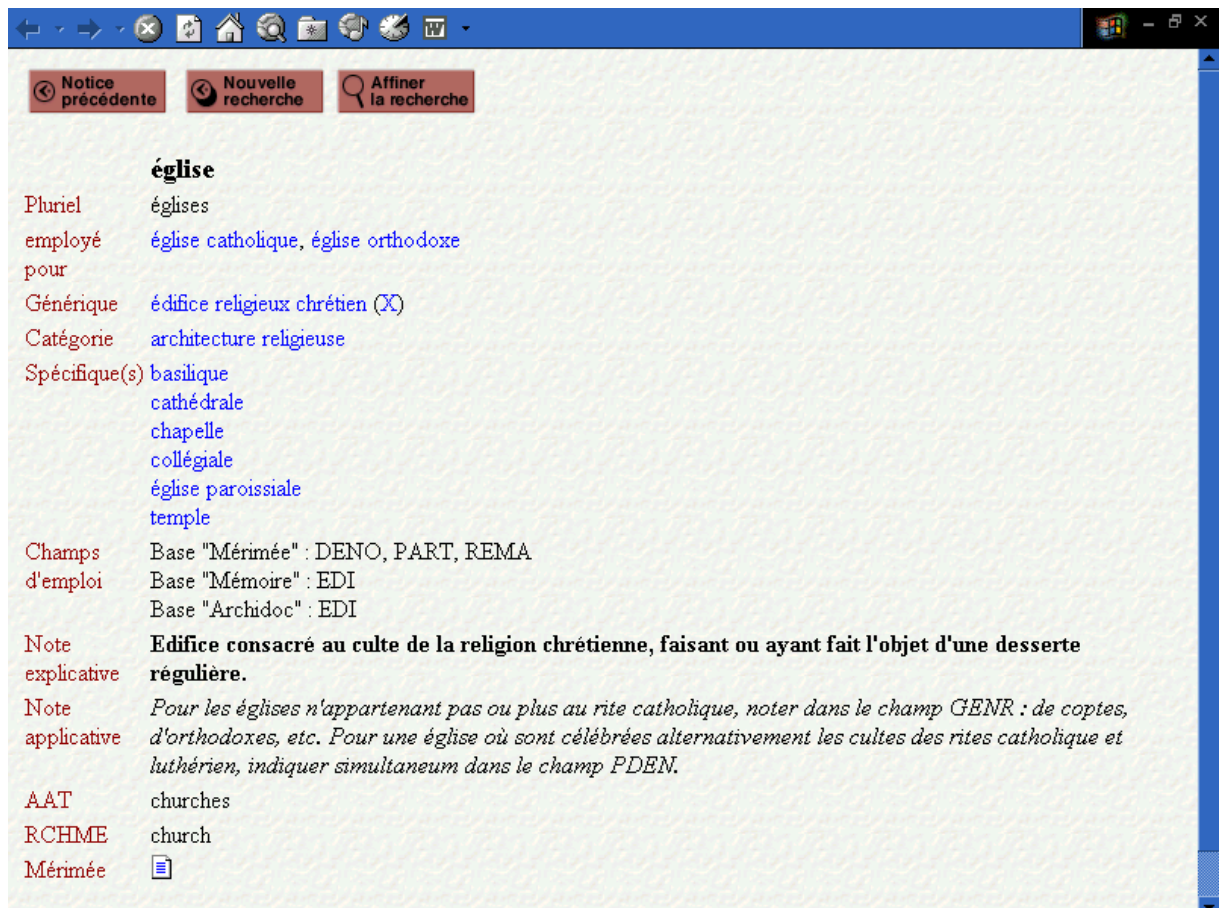 Notice
précédente
Nouvelle
recherche
Affiner
la recherche
église
Pluriel églises
employé église catholique, église orthodoxe
pour
Générique édifice religieux chrétien (X)
Catégorie architecture religieuse
Spécifique(s) basilique
cathédrale
chapelle
collégiale
église paroissiale
temple
Champs Base "Mérimée" : DENO, PART, REMA
d'emploi Base "Mémoire" : EDI
Base "Archidoc" : EDI
Note Edifice consacré au culte de la religion chrétienne, faisant ou ayant fait l'objet d'une desserte
explicative régulière.
Note Pour les églises n'appartenant pas ou plus au rite catholique, noter dans le champ GENR : de coptes,
applicative d'orthodoxes, etc. Pour une église où sont célébrées alternativement les cultes des rites catholique et
luthérien, indiquer simultaneum dans le champ PDEN.
AAT churches
RCHME church
Mérimée